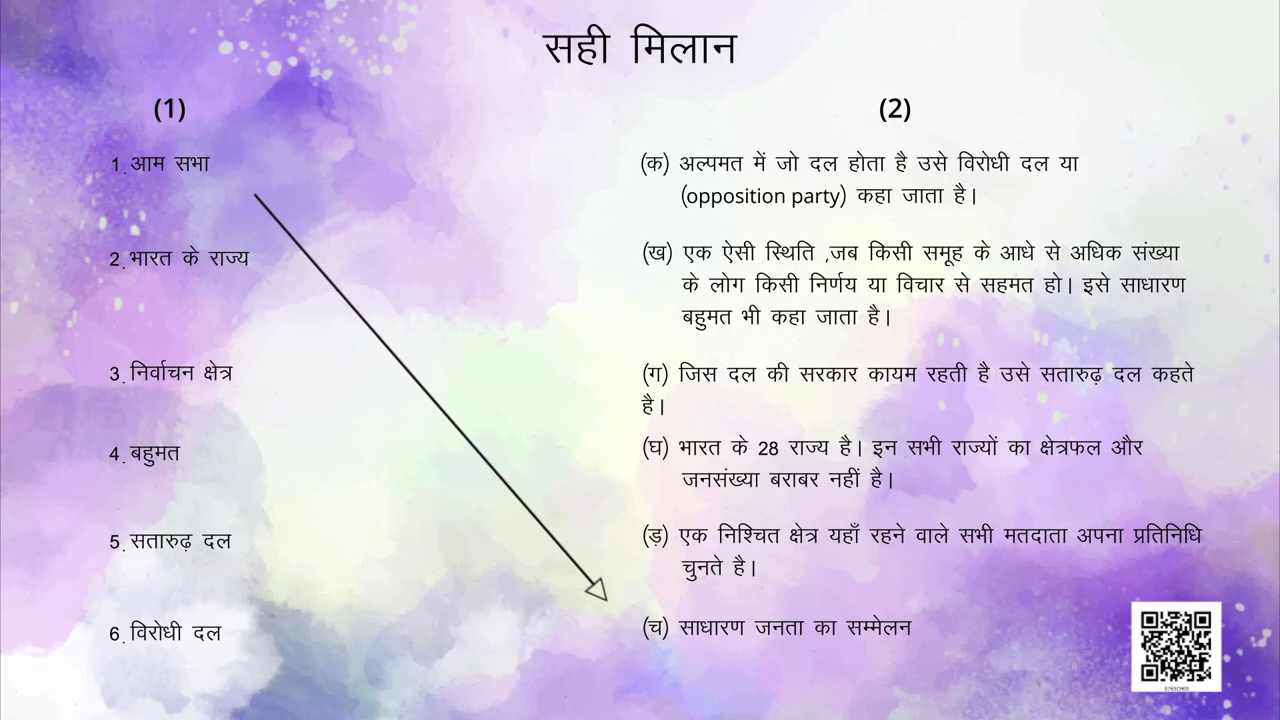 सही मिलान
(1)
(2)
1. आम सभा
(क) अल्पमत में जो दल होता है उसे विरोधी दल या
(opposition party) कहा जाता है।
2. भारत के राज्य
(ख) एक ऐसी स्थिति ,जब किसी समूह के आधे से अधिक संख्या
के लोग किसी निर्णय या विचार से सहमत हो। इसे साधारण
बहुमत भी कहा जाता है।
3. निर्वाचन क्षेत्र
(ग) जिस दल की सरकार कायम रहती है उसे सतारुढ़ दल कहते
है।
4. बहुमत
(घ) भारत के 28 राज्य है। इन सभी राज्यों का क्षेत्रफल और
जनसंख्या बराबर नहीं है।
5. सतारुढ़ दल
(ड़) एक निश्चित क्षेत्र यहाँ रहने वाले सभी मतदाता अपना प्रतिनिधि
चुनते है।
6. विरोधी दल
(च) साधारण जनता का सम्मेलन